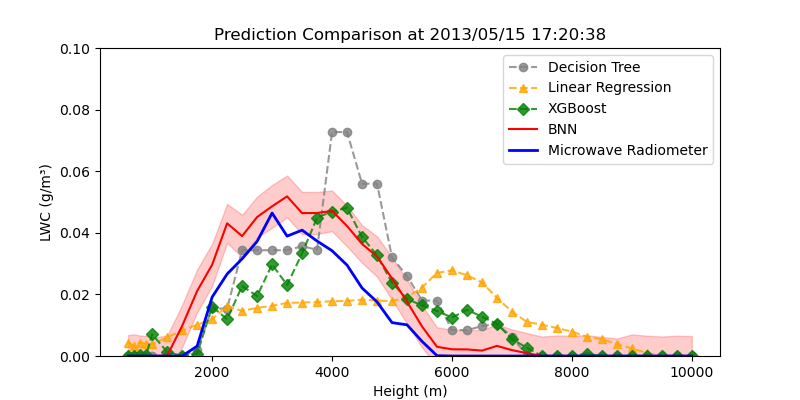 Prediction Comparison at 2013/05/15 17:20:38
0.10
0.08
0.06
0.04
0.02
0.00
LWC (g/m³)
Decision Tree
Linear Regression
XGBoost
BNN
Microwave Radiometer
2000 4000 6000 8000 10000
Height (m)